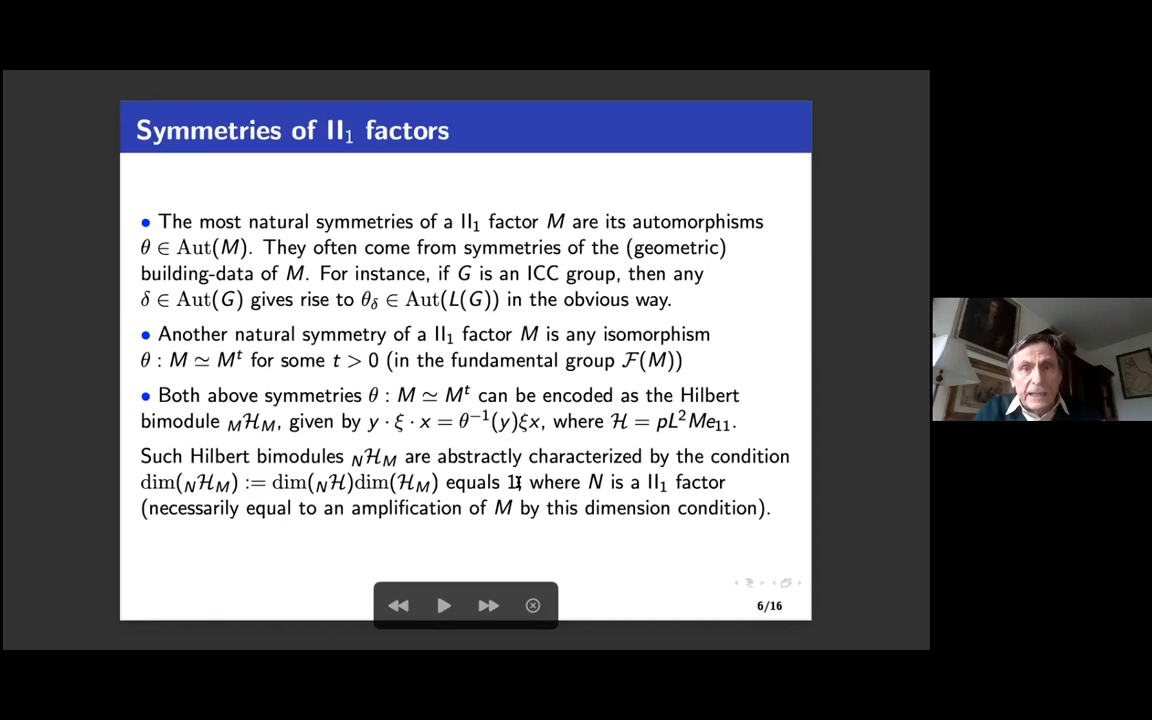 Symmetries of II₁ factors
• The most natural symmetries of a II₁ factor M are its automorphisms
θ ∈ Aut(M). They often come from symmetries of the (geometric)
building-data of M. For instance, if G is an ICC group, then any
δ ∈ Aut(G) gives rise to θ_δ ∈ Aut(L(G)) in the obvious way.
• Another natural symmetry of a II₁ factor M is any isomorphism
θ : M ≃ Mᵗ for some t > 0 (in the fundamental group ℱ(M))
• Both above symmetries θ : M ≃ Mᵗ can be encoded as the Hilbert
bimodule _Mℋ_M, given by y · ξ · x = θ⁻¹(y)ξx, where ℋ = pL²Me₁₁.
Such Hilbert bimodules _Nℋ_M are abstractly characterized by the condition
dim(_Nℋ_M) := dim(_Nℋ)dim(ℋ_M) equals 1, where N is a II₁ factor
(necessarily equal to an amplification of M by this dimension condition).
6/16